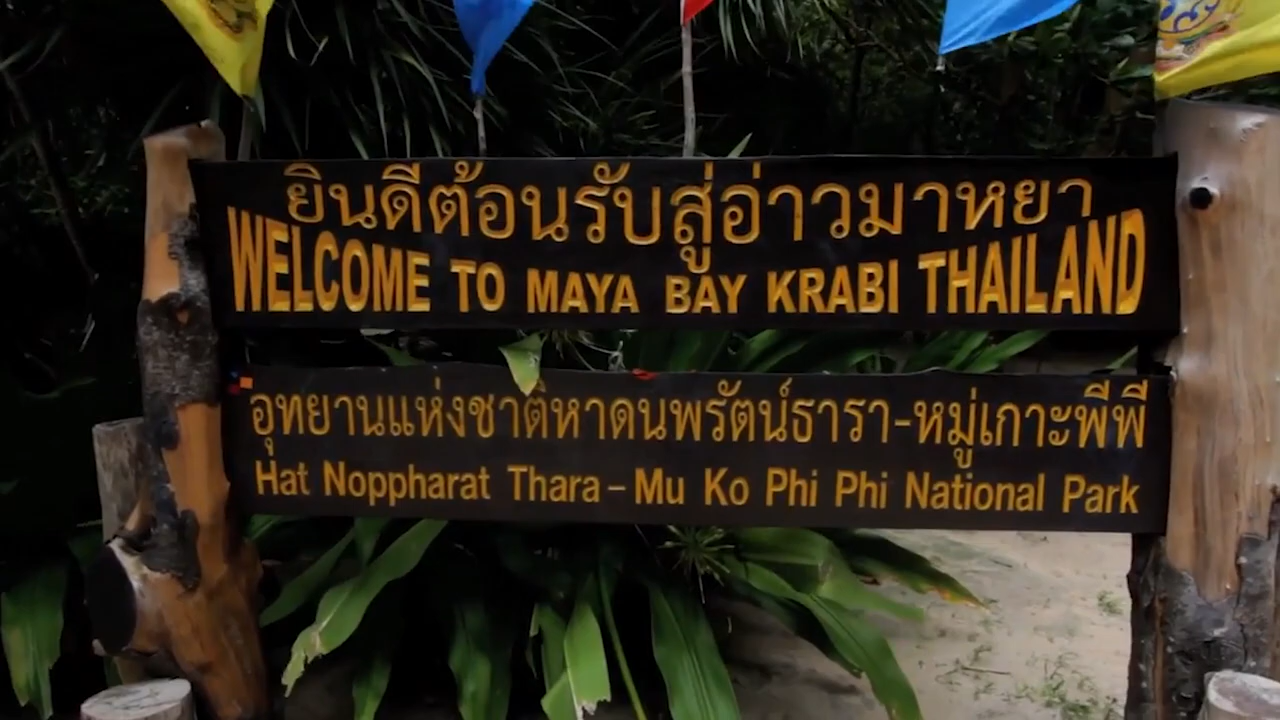 ยินดีต้อนรับสู่อ่าวมาหยา
WELCOME TO MAYA BAY KRABI THAILAND
อุทยานแห่งชาติหาดนพรัตน์ธารา-หมู่เกาะพีพี
Hat Noppharat Thara – Mu Ko Phi Phi National Park